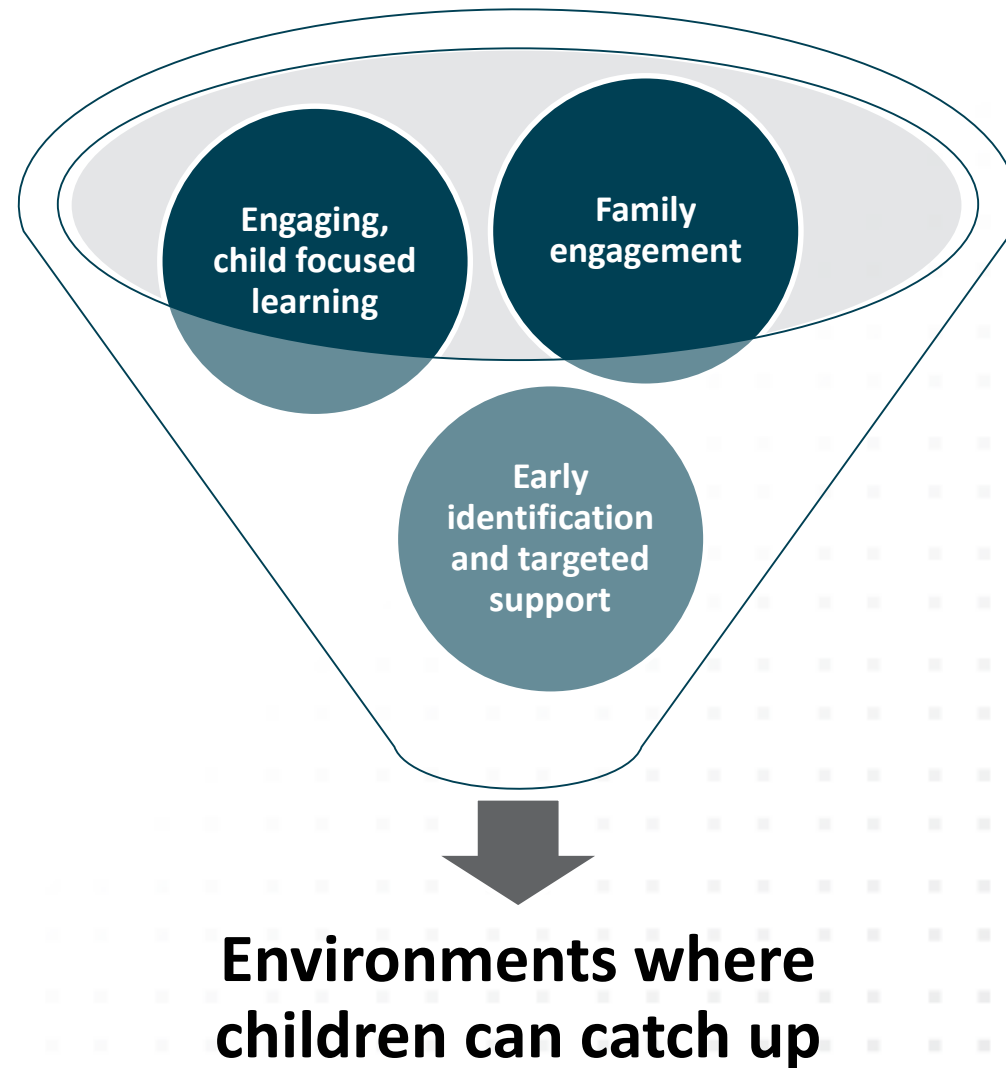 Engaging,
child focused
learning
Family
engagement
Early
identification
and targeted
support
Environments where
children can catch up